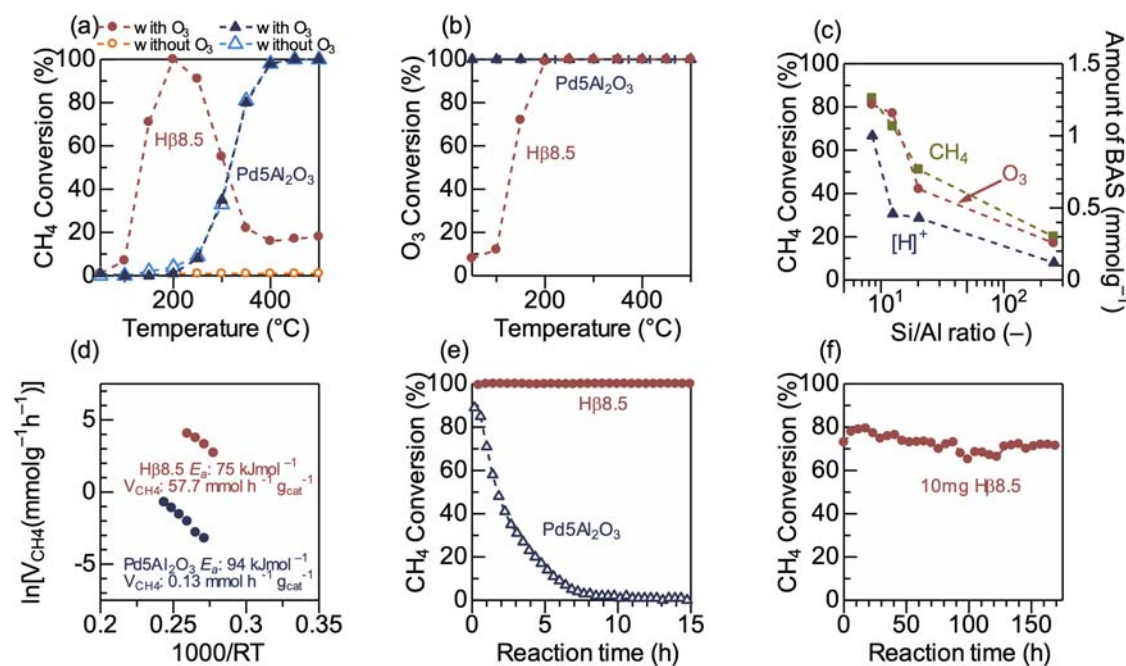 (a)
with O3 with O3
without O3 without O3
CH4 Conversion (%)
100
80
60
40
20
0
Hβ8.5
Pd5Al2O3
200 400
Temperature (°C)
(b)
O3 Conversion (%)
100
80
60
40
20
0
Pd5Al2O3
Hβ8.5
200 400
Temperature (°C)
(c)
CH4 Conversion (%)
100
80
60
40
20
0
CH4
O3
[H]+
1.5
1
0.5
0
Amount of BAS (mmolg−1)
10^1 10^2
Si/Al ratio (−)
(d)
ln[VCH4(mmolg−1h−1)]
5
0
−5
Hβ8.5 Ea: 75 kJmol−1
VCH4: 57.7 mmol h−1 gcat−1
Pd5Al2O3 Ea: 94 kJmol−1
VCH4: 0.13 mmol h−1 gcat−1
0.2 0.25 0.3 0.35
1000/RT
(e)
CH4 Conversion (%)
100
80
60
40
20
0
Hβ8.5
Pd5Al2O3
0 5 10 15
Reaction time (h)
(f)
CH4 Conversion (%)
100
80
60
40
20
0
10mg Hβ8.5
0 50 100 150
Reaction time (h)